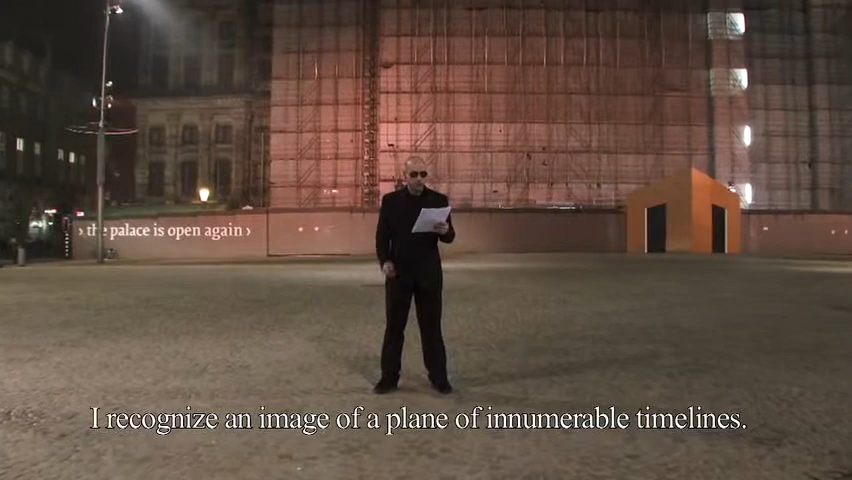 › the palace is open again ›
I recognize an image of a plane of innumerable timelines.